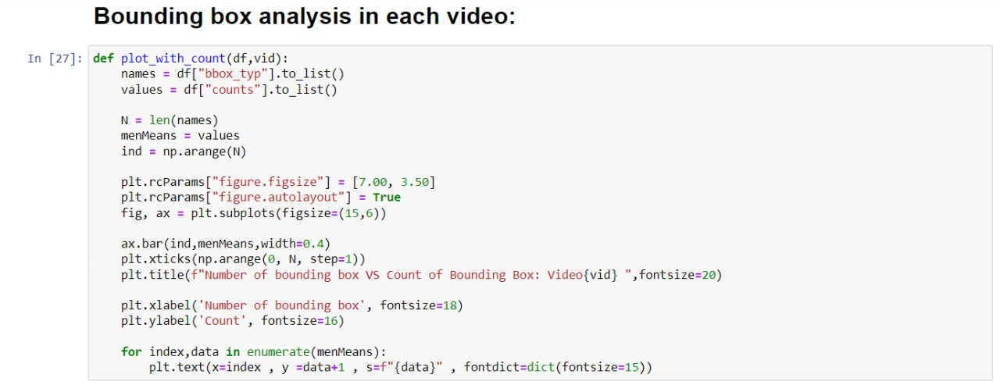 Bounding box analysis in each video:
In [27]: def plot_with_count(df,vid):
    names = df["bbox_typ"].to_list()
    values = df["counts"].to_list()

    N = len(names)
    menMeans = values
    ind = np.arange(N)

    plt.rcParams["figure.figsize"] = [7.00, 3.50]
    plt.rcParams["figure.autolayout"] = True
    fig, ax = plt.subplots(figsize=(15,6))

    ax.bar(ind,menMeans,width=0.4)
    plt.xticks(np.arange(0, N, step=1))
    plt.title(f"Number of bounding box VS Count of Bounding Box: Video{vid} ",fontsize=20)

    plt.xlabel('Number of bounding box', fontsize=18)
    plt.ylabel('Count', fontsize=16)

    for index,data in enumerate(menMeans):
        plt.text(x=index , y =data+1 , s=f"{data}" , fontdict=dict(fontsize=15))